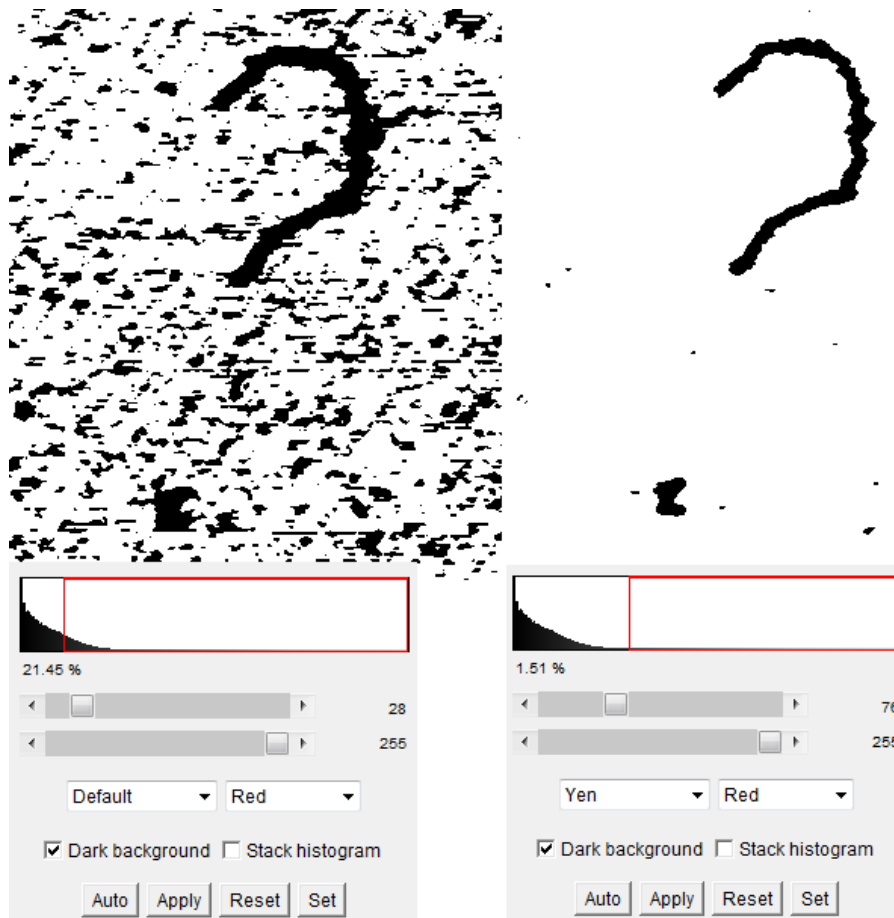 21.45 %
28
255
Default Red
Dark background Stack histogram
Auto Apply Reset Set
1.51 %
76
255
Yen Red
Dark background Stack histogram
Auto Apply Reset Set